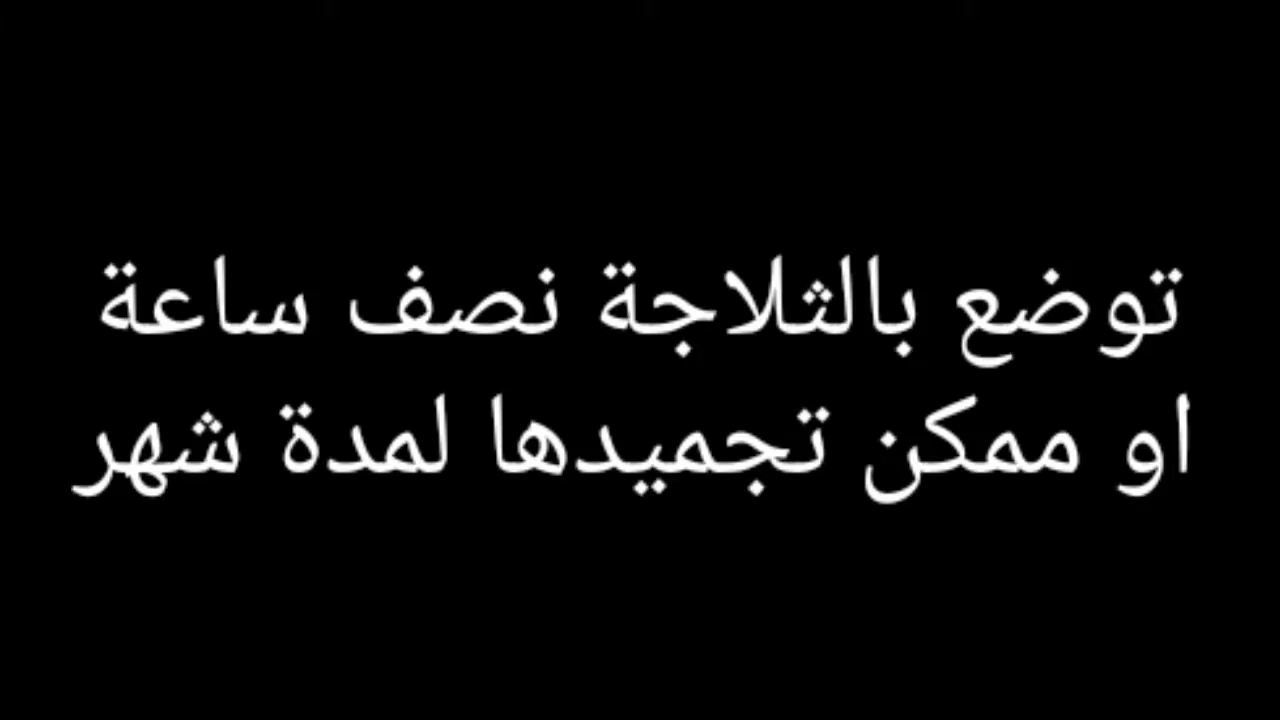 توضع بالثلاجة نصف ساعة
او ممكن تجميدها لمدة شهر